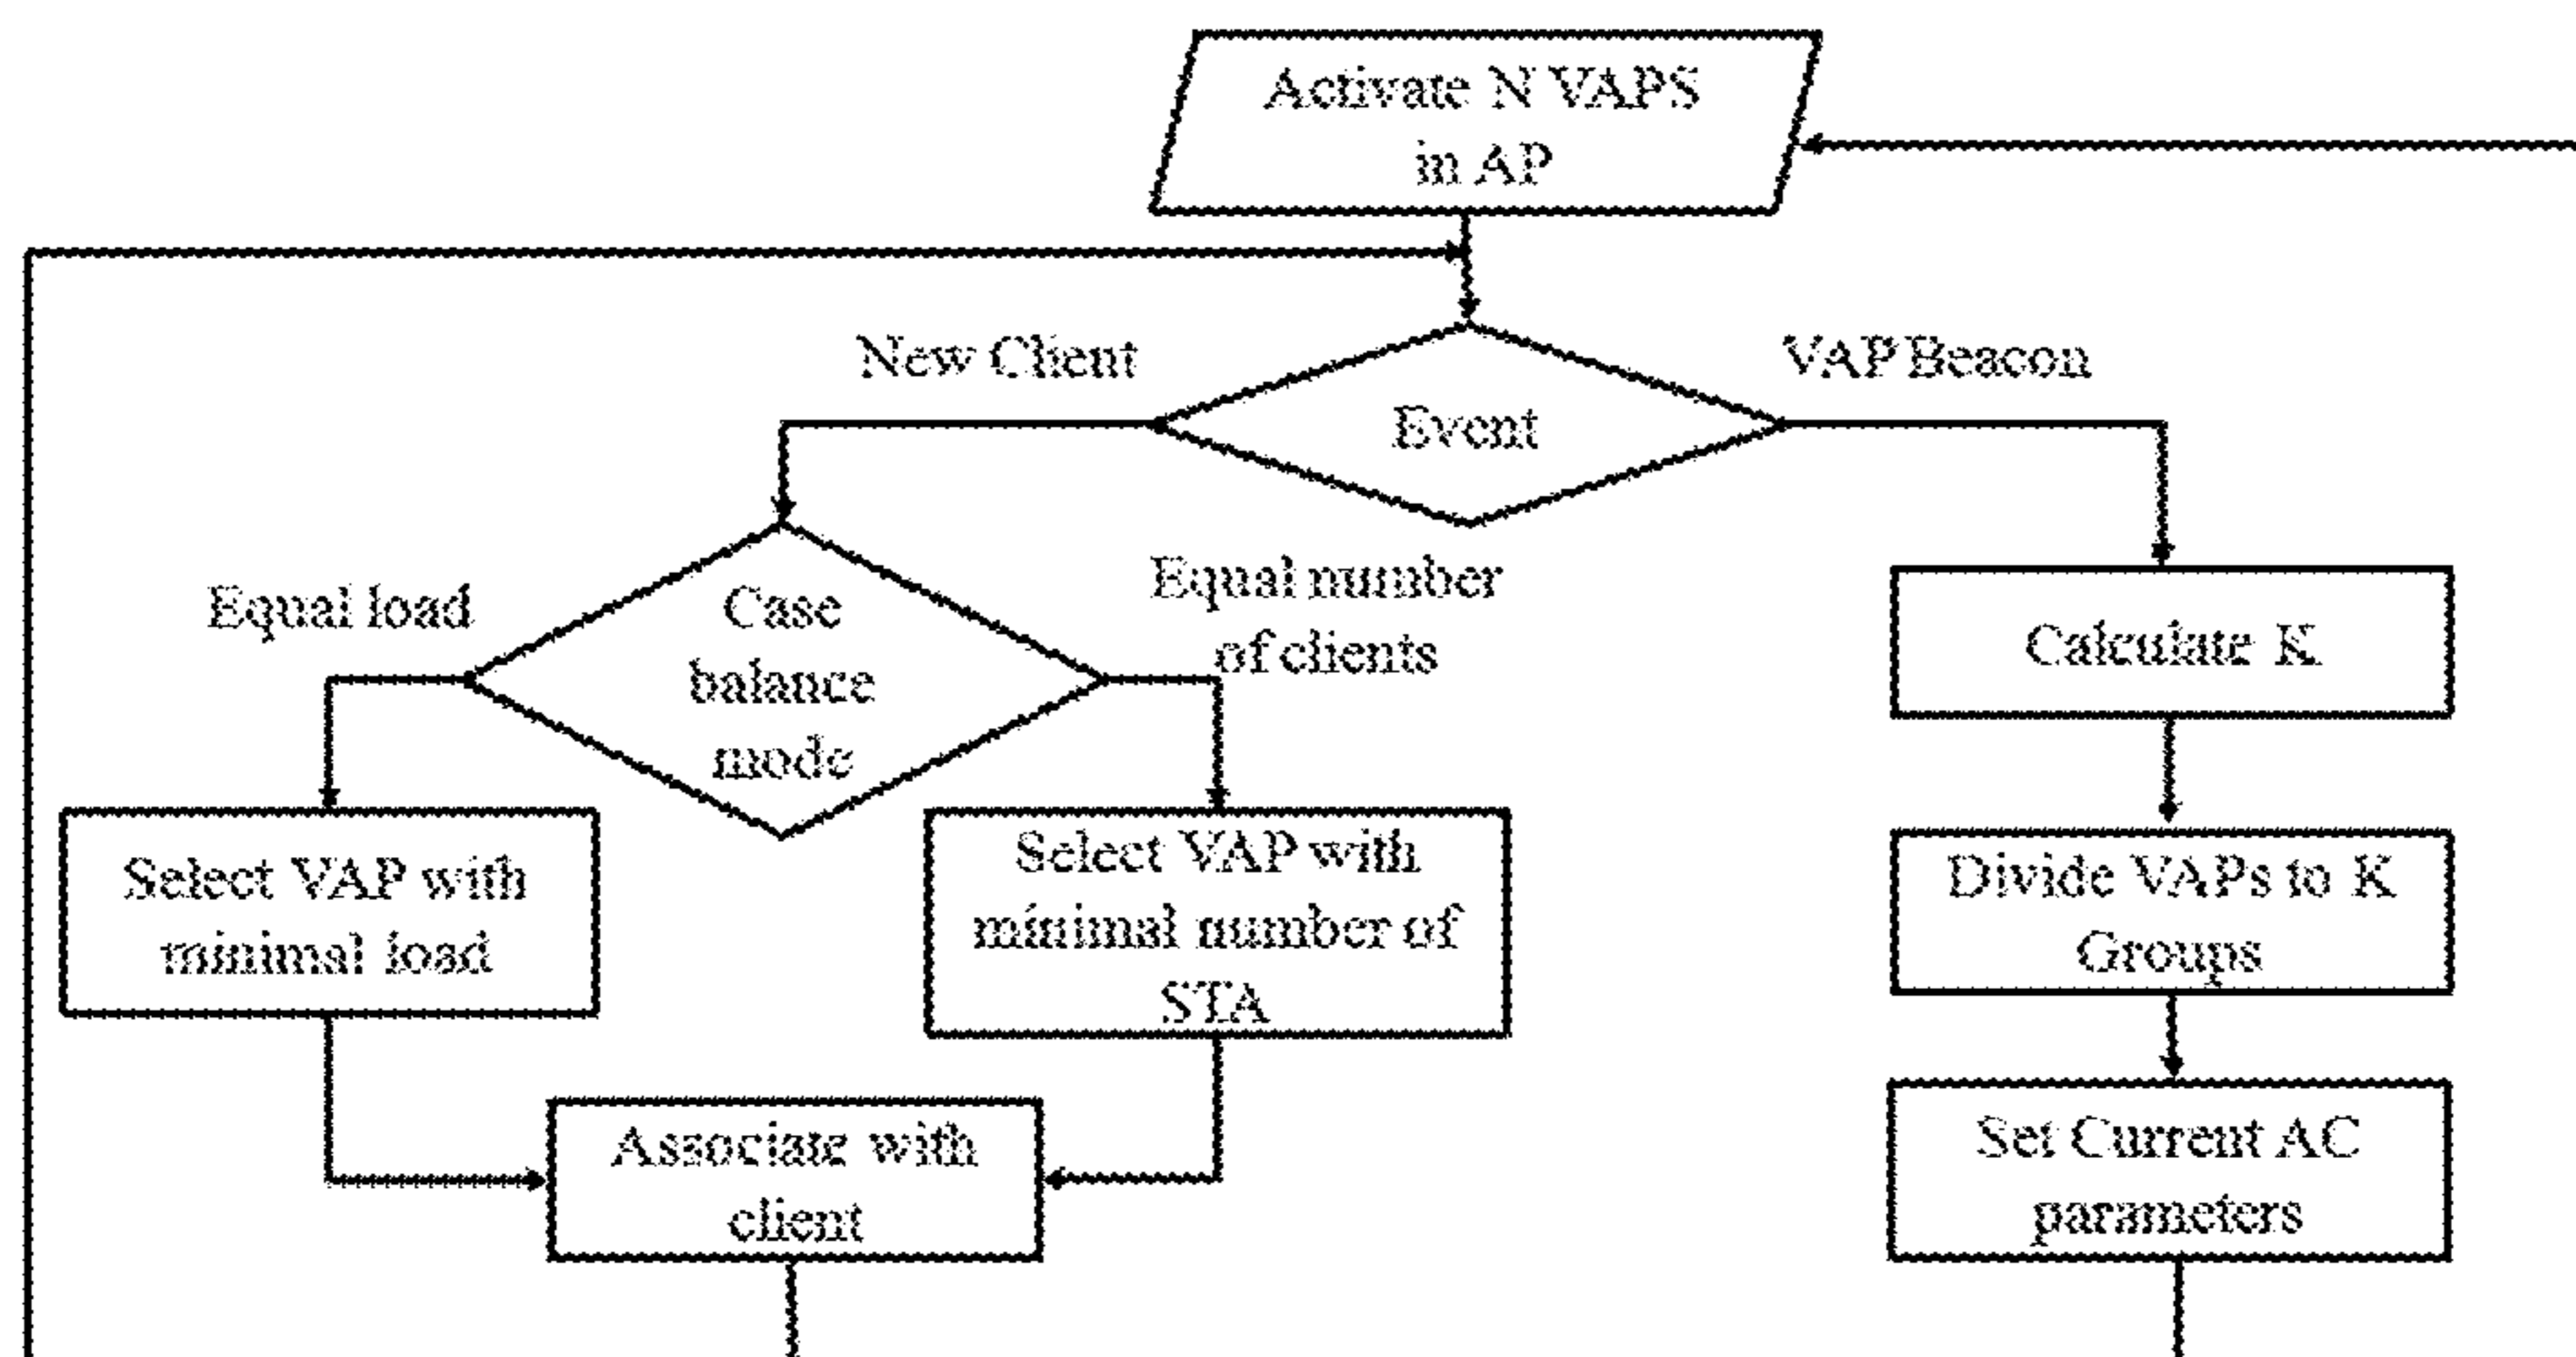 Activate N VAPS
in AP
New Client
VAP Beacon
Event
Equal load
Case
balance
mode
Equal number
of clients
Calculate K
Select VAP with
minimal load
Select VAP with
minimal number of
STA
Divide VAPs to K
Groups
Associate with
client
Set Current AC
parameters